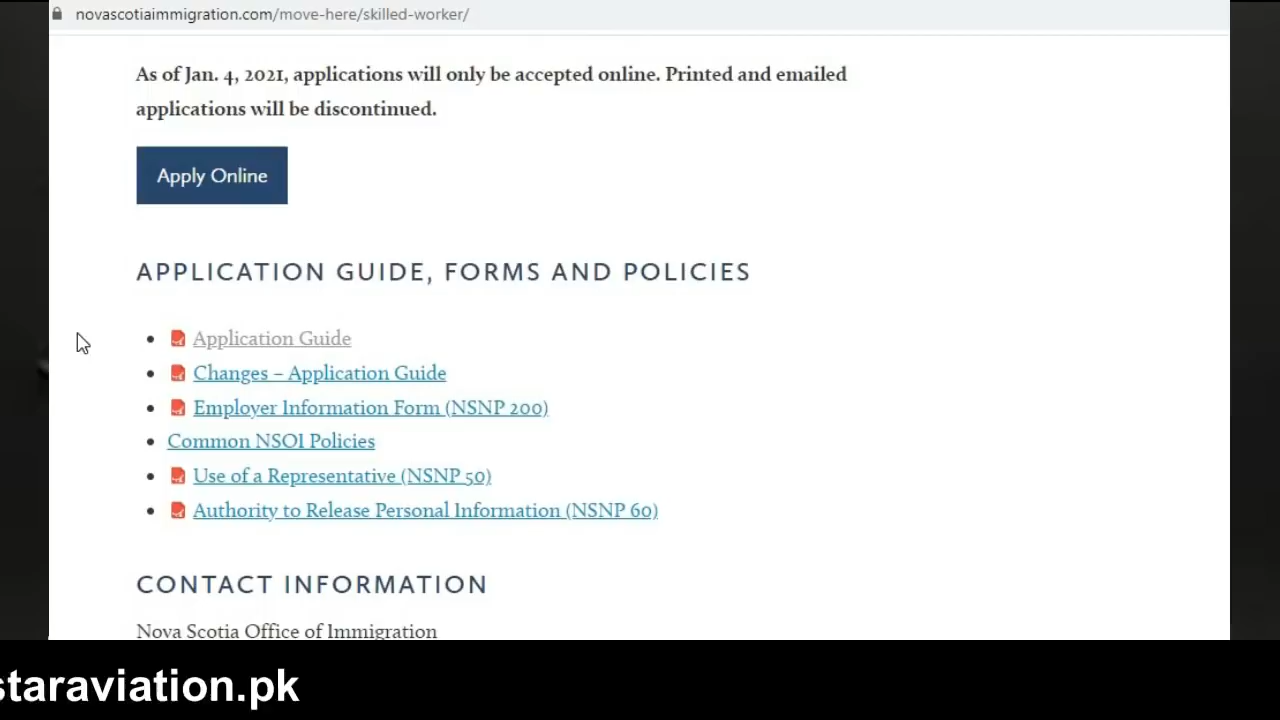 novascotiaimmigration.com/move-here/skilled-worker/
As of Jan. 4, 2021, applications will only be accepted online. Printed and emailed
applications will be discontinued.
Apply Online
APPLICATION GUIDE, FORMS AND POLICIES
Application Guide
Changes – Application Guide
Employer Information Form (NSNP 200)
Common NSOI Policies
Use of a Representative (NSNP 50)
Authority to Release Personal Information (NSNP 60)
CONTACT INFORMATION
Nova Scotia Office of Immigration
staraviation.pk